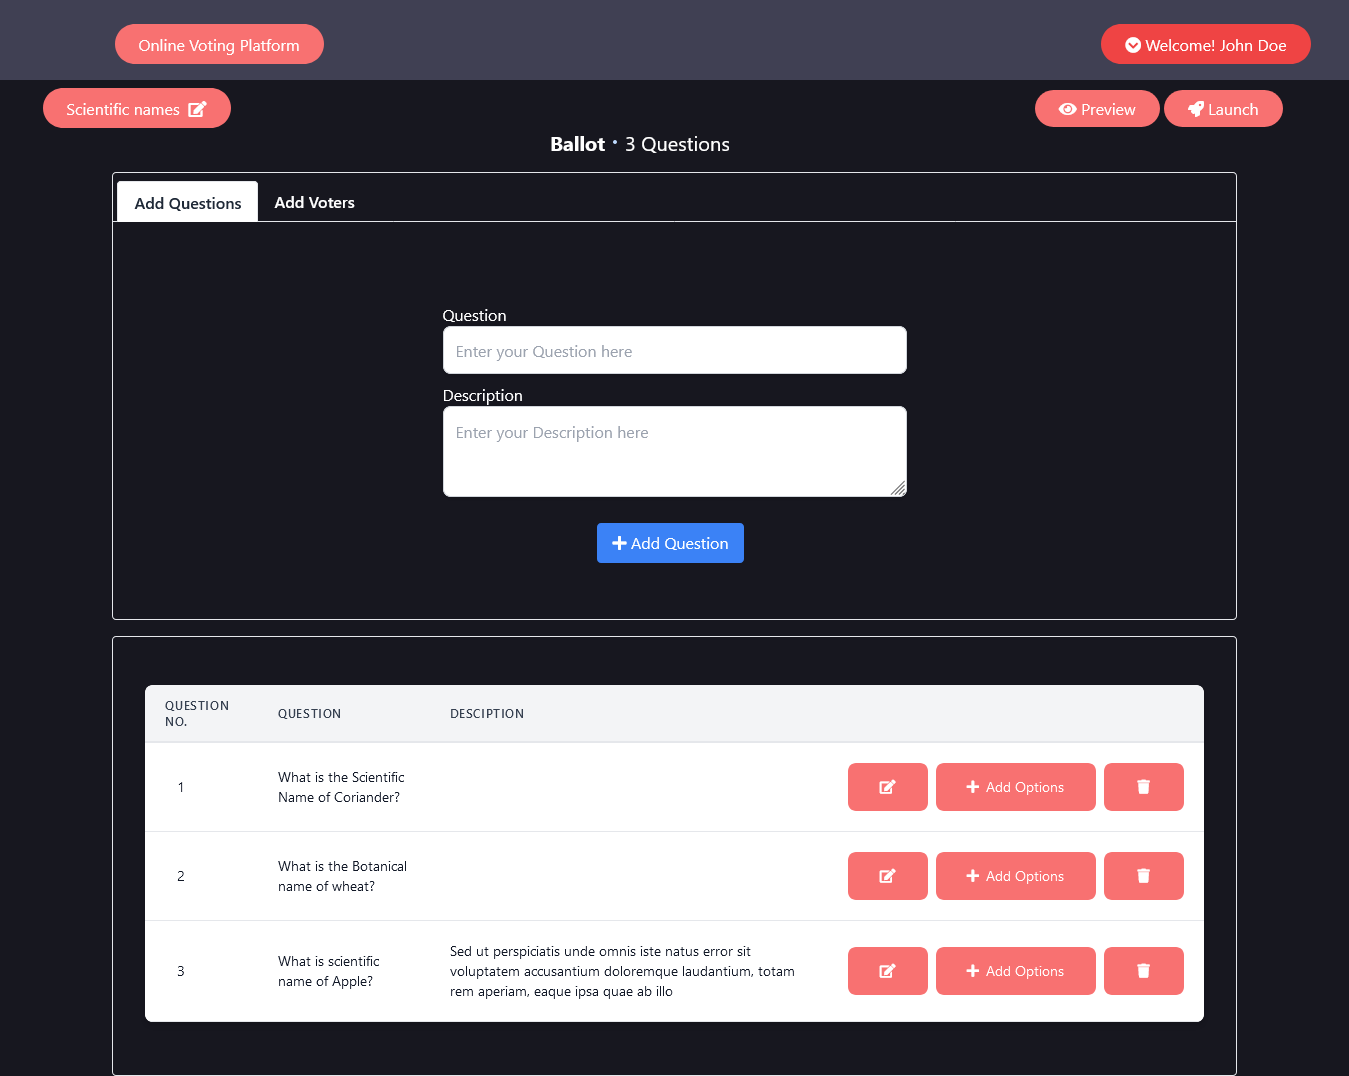 Online Voting Platform
Welcome! John Doe
Scientific names
Preview
Launch
Ballot • 3 Questions
Add Questions
Add Voters
Question
Enter your Question here
Description
Enter your Description here
Add Question
QUESTION
NO.
QUESTION
DESCIPTION
1
What is the Scientific
Name of Coriander?
Add Options
2
What is the Botanical
name of wheat?
Add Options
3
What is scientific
name of Apple?
Sed ut perspiciatis unde omnis iste natus error sit
voluptatem accusantium doloremque laudantium, totam
rem aperiam, eaque ipsa quae ab illo
Add Options